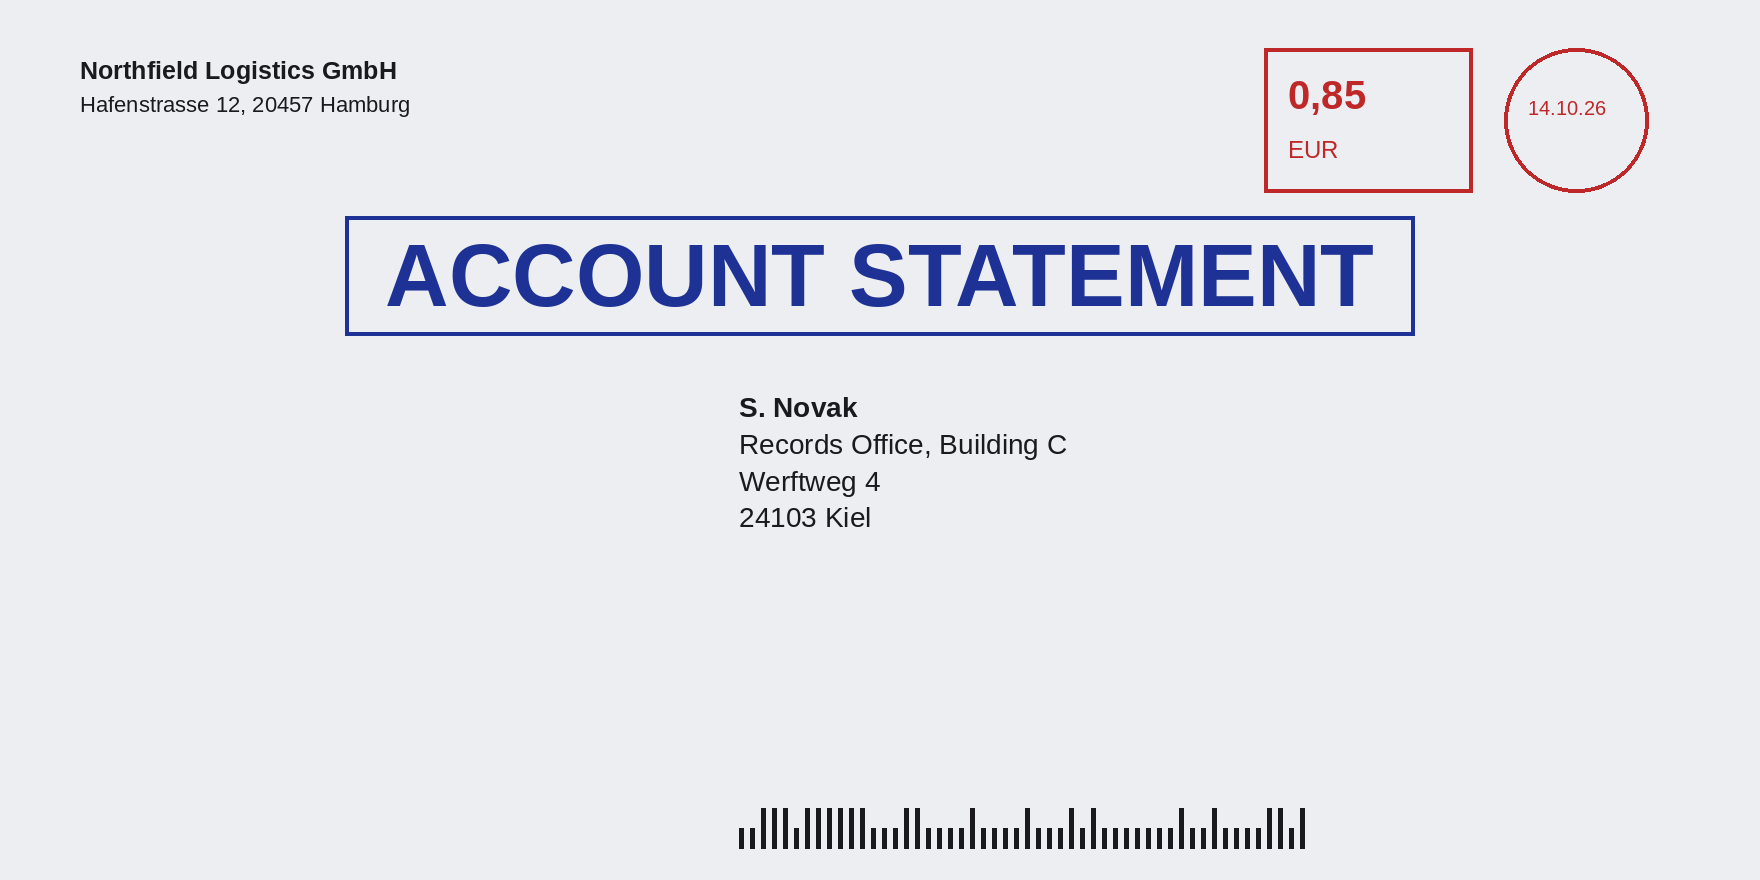 Northfield Logistics GmbH
Hafenstrasse 12, 20457 Hamburg
0,85
EUR
14.10.26
ACCOUNT STATEMENT
S. Novak
Records Office, Building C
Werftweg 4
24103 Kiel